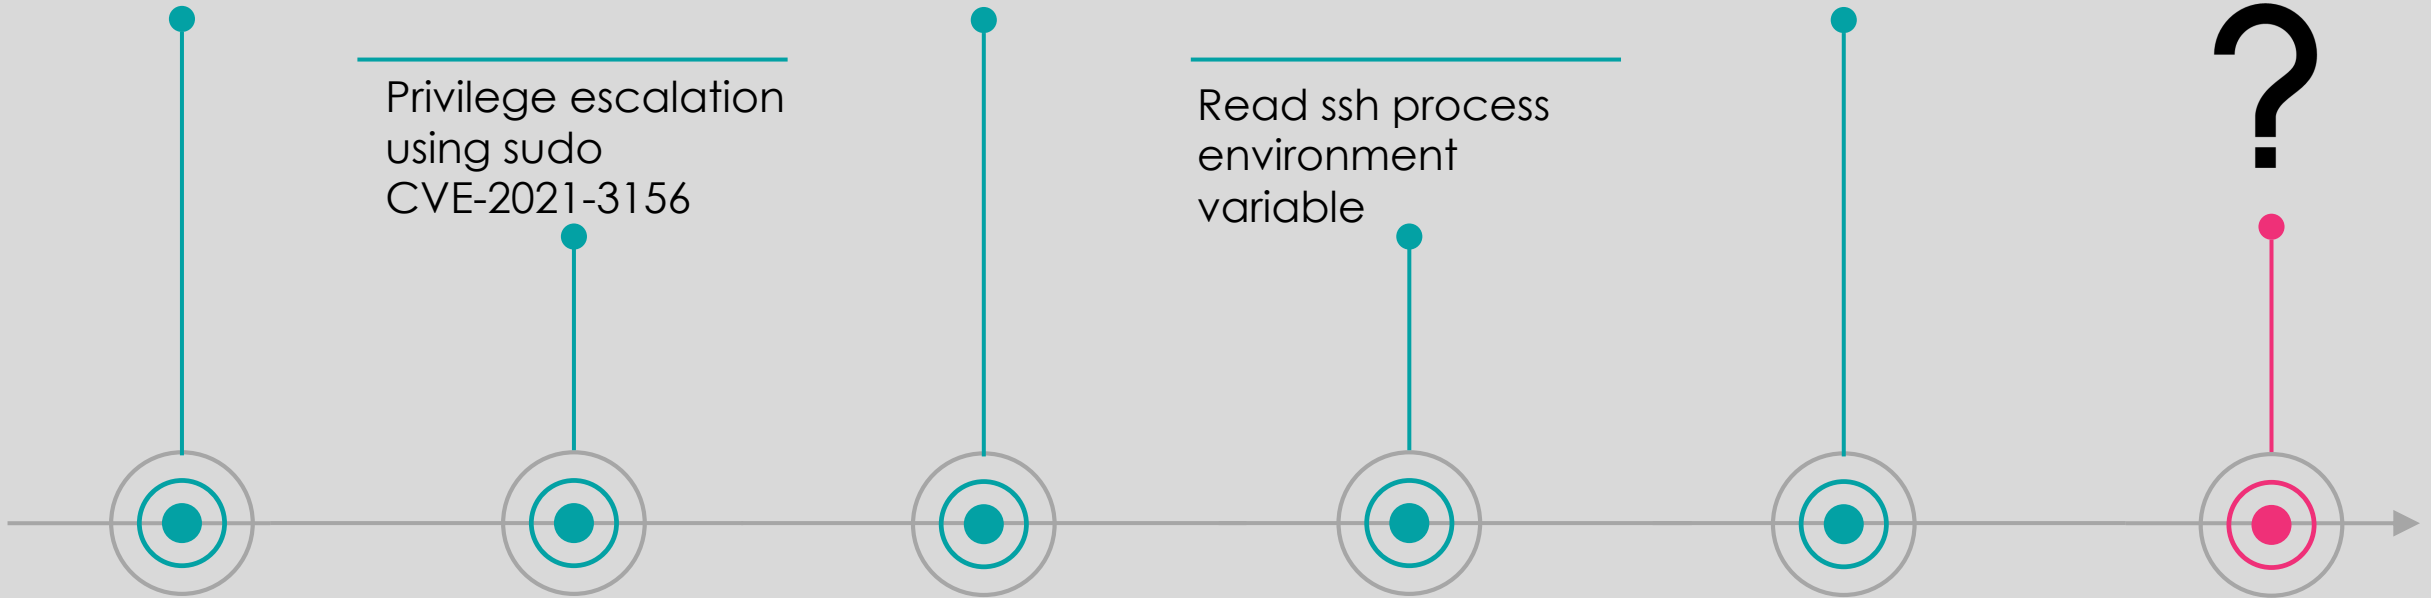 Privilege escalation
using sudo
CVE-2021-3156
Read ssh process
environment
variable
?